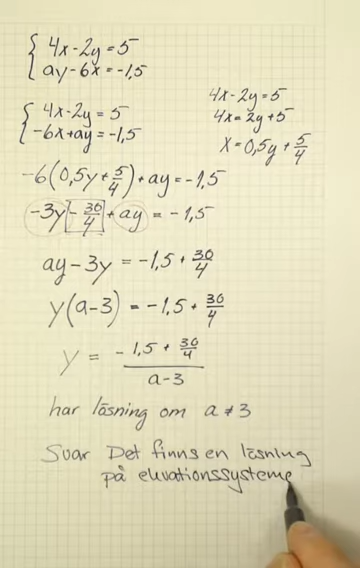 4x-2y=5
ay-6x=-1,5
4x-2y=5
-6x+ay=-1,5
4x-2y=5
4x=2y+5
x=0,5y+5/4
-6(0,5y+5/4)+ay=-1,5
-3y-30/4+ay=-1,5
ay-3y=-1,5+30/4
y(a-3)=-1,5+30/4
y=(-1,5+30/4)/(a-3)
har lösning om a≠3
Svar Det finns en lösning
på ekvationssysteme